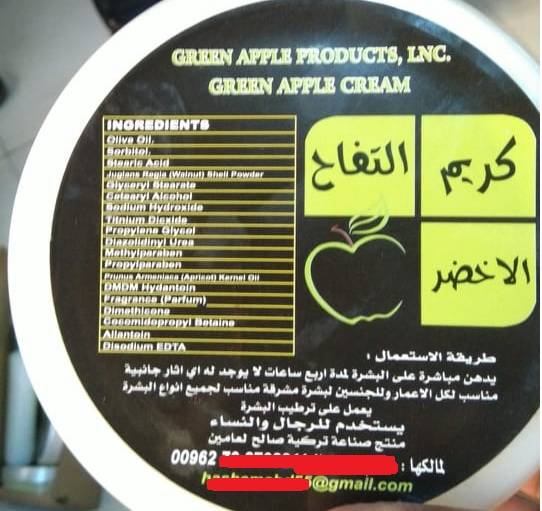 GREEN APPLE PRODUCTS, LNC.
GREEN APPLE CREAM
INGREDIENTS
Olive Oil.
Sorbitol.
Stearic Acid
Juglans Regia (Walnut) Shell Powder
Glyceryl Stearate
Cetearyl Alcohol
Sodium Hydroxide
Titnium Dioxide
Propylene Glycol
Diazolidinyl Urea
Methylparaben
Propylparaben
Prunus Armeniaca (Apricot) Kernel Oil
DMDM Hydantoin
Fragrance (Parfum)
Dimethicone
Cocomidopropyl Betaine
Allantoin
Disodium EDTA
كريم التفاح
الاخضر
طريقة الاستعمال :
يدهن مباشرة على البشرة لمدة اربع ساعات لا يوجد له اي اثار جانبية
مناسب لكل الاعمار وللجنسين لبشرة مشرقة مناسب لجميع انواع البشرة
يعمل على ترطيب البشرة
يستخدم للرجال والنساء
منتج صناعة تركية صالح لعامين
لمالكها : 00962
@gmail.com